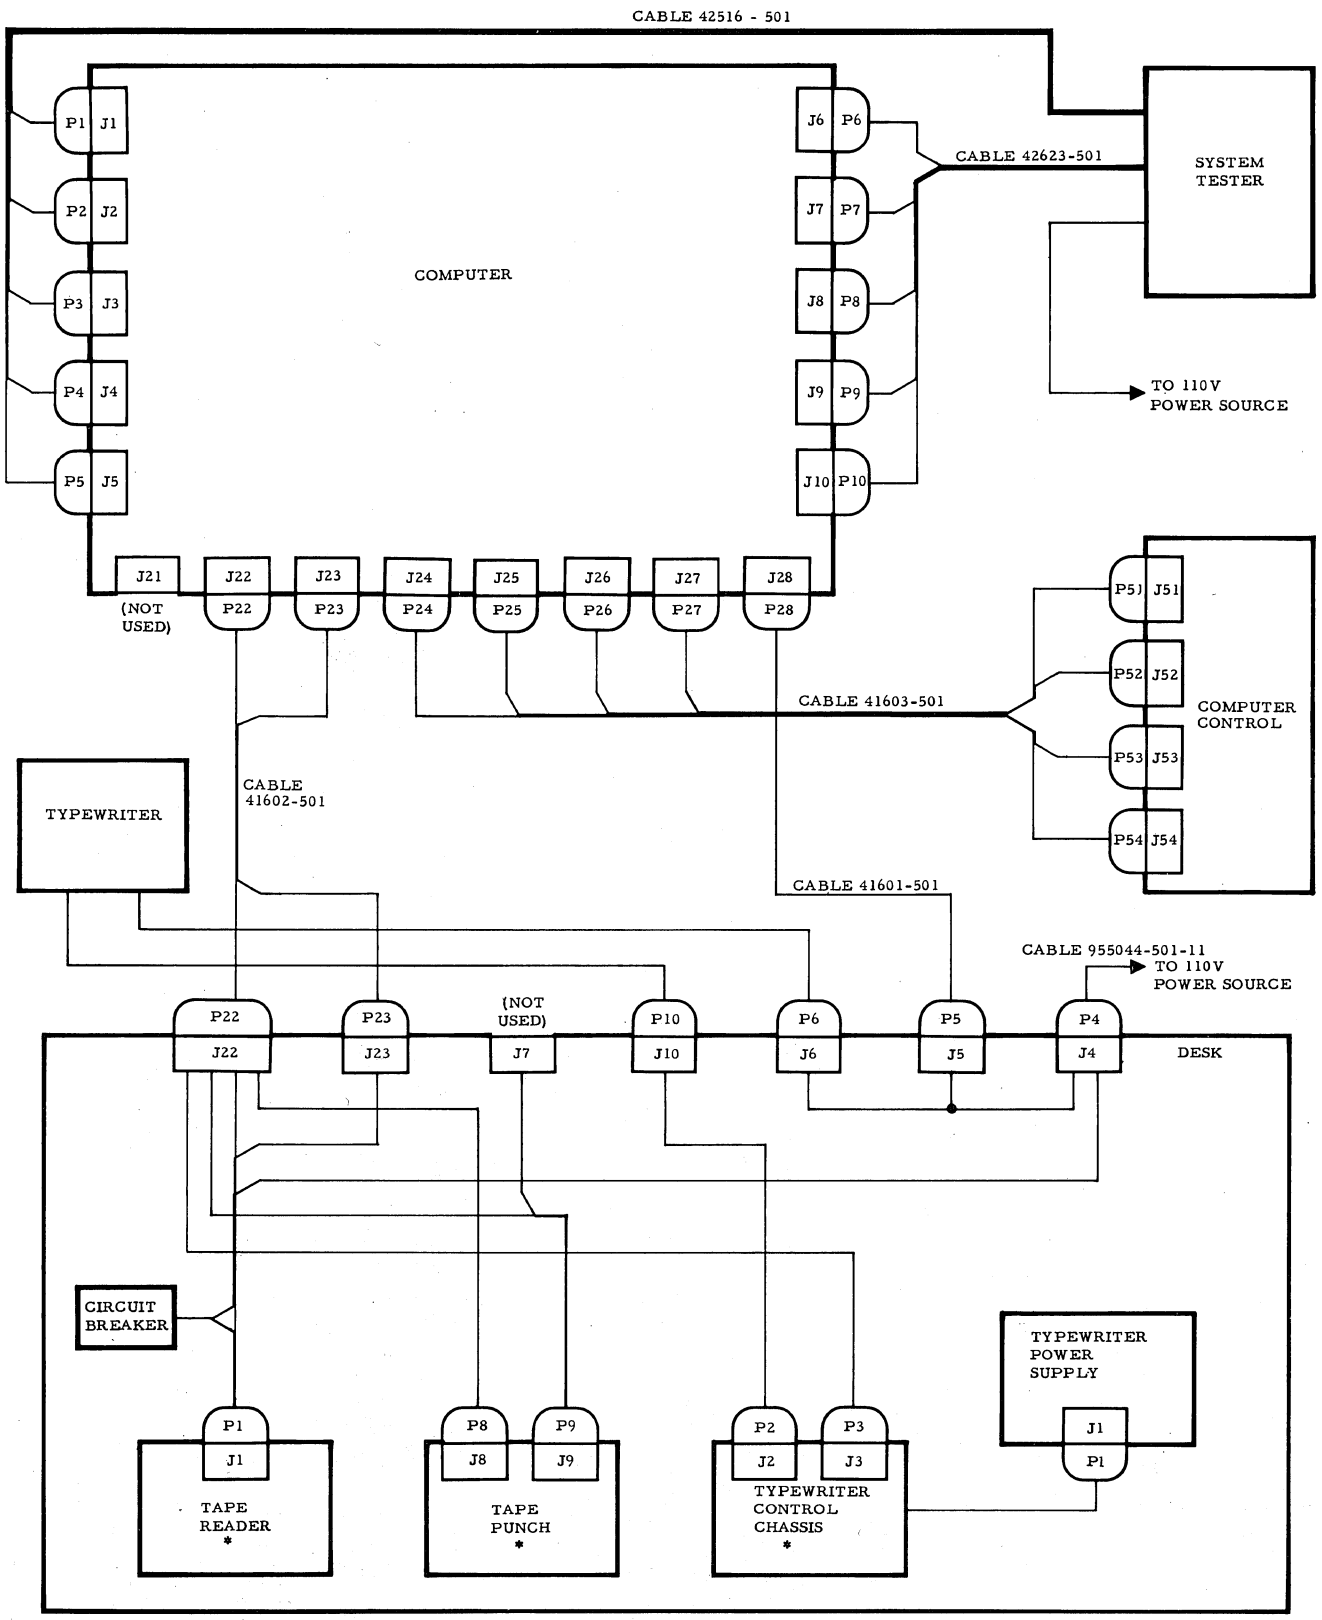 CABLE 42516 - 501
P1 J1
J6 P6
CABLE 42623-501
SYSTEM
TESTER
P2 J2
J7 P7
COMPUTER
P3 J3
J8 P8
P4 J4
J9 P9
TO 110V
POWER SOURCE
P5 J5
J10 P10
J21
J22
J23
J24
J25
J26
J27
J28
(NOT
USED)
P22
P23
P24
P25
P26
P27
P28
P51 J51
P52 J52
CABLE 41603-501
COMPUTER
CONTROL
P53 J53
P54 J54
CABLE
41602-501
TYPEWRITER
CABLE 41601-501
CABLE 955044-501-11
TO 110V
POWER SOURCE
P22
P23
(NOT
USED)
P10
P6
P5
P4
J22
J23
J7
J10
J6
J5
J4
DESK
CIRCUIT
BREAKER
TYPEWRITER
POWER
SUPPLY
J1
P1
P1
P8
P9
P2
P3
J1
J8
J9
J2
J3
TAPE
READER
*
TAPE
PUNCH
*
TYPEWRITER
CONTROL
CHASSIS
*